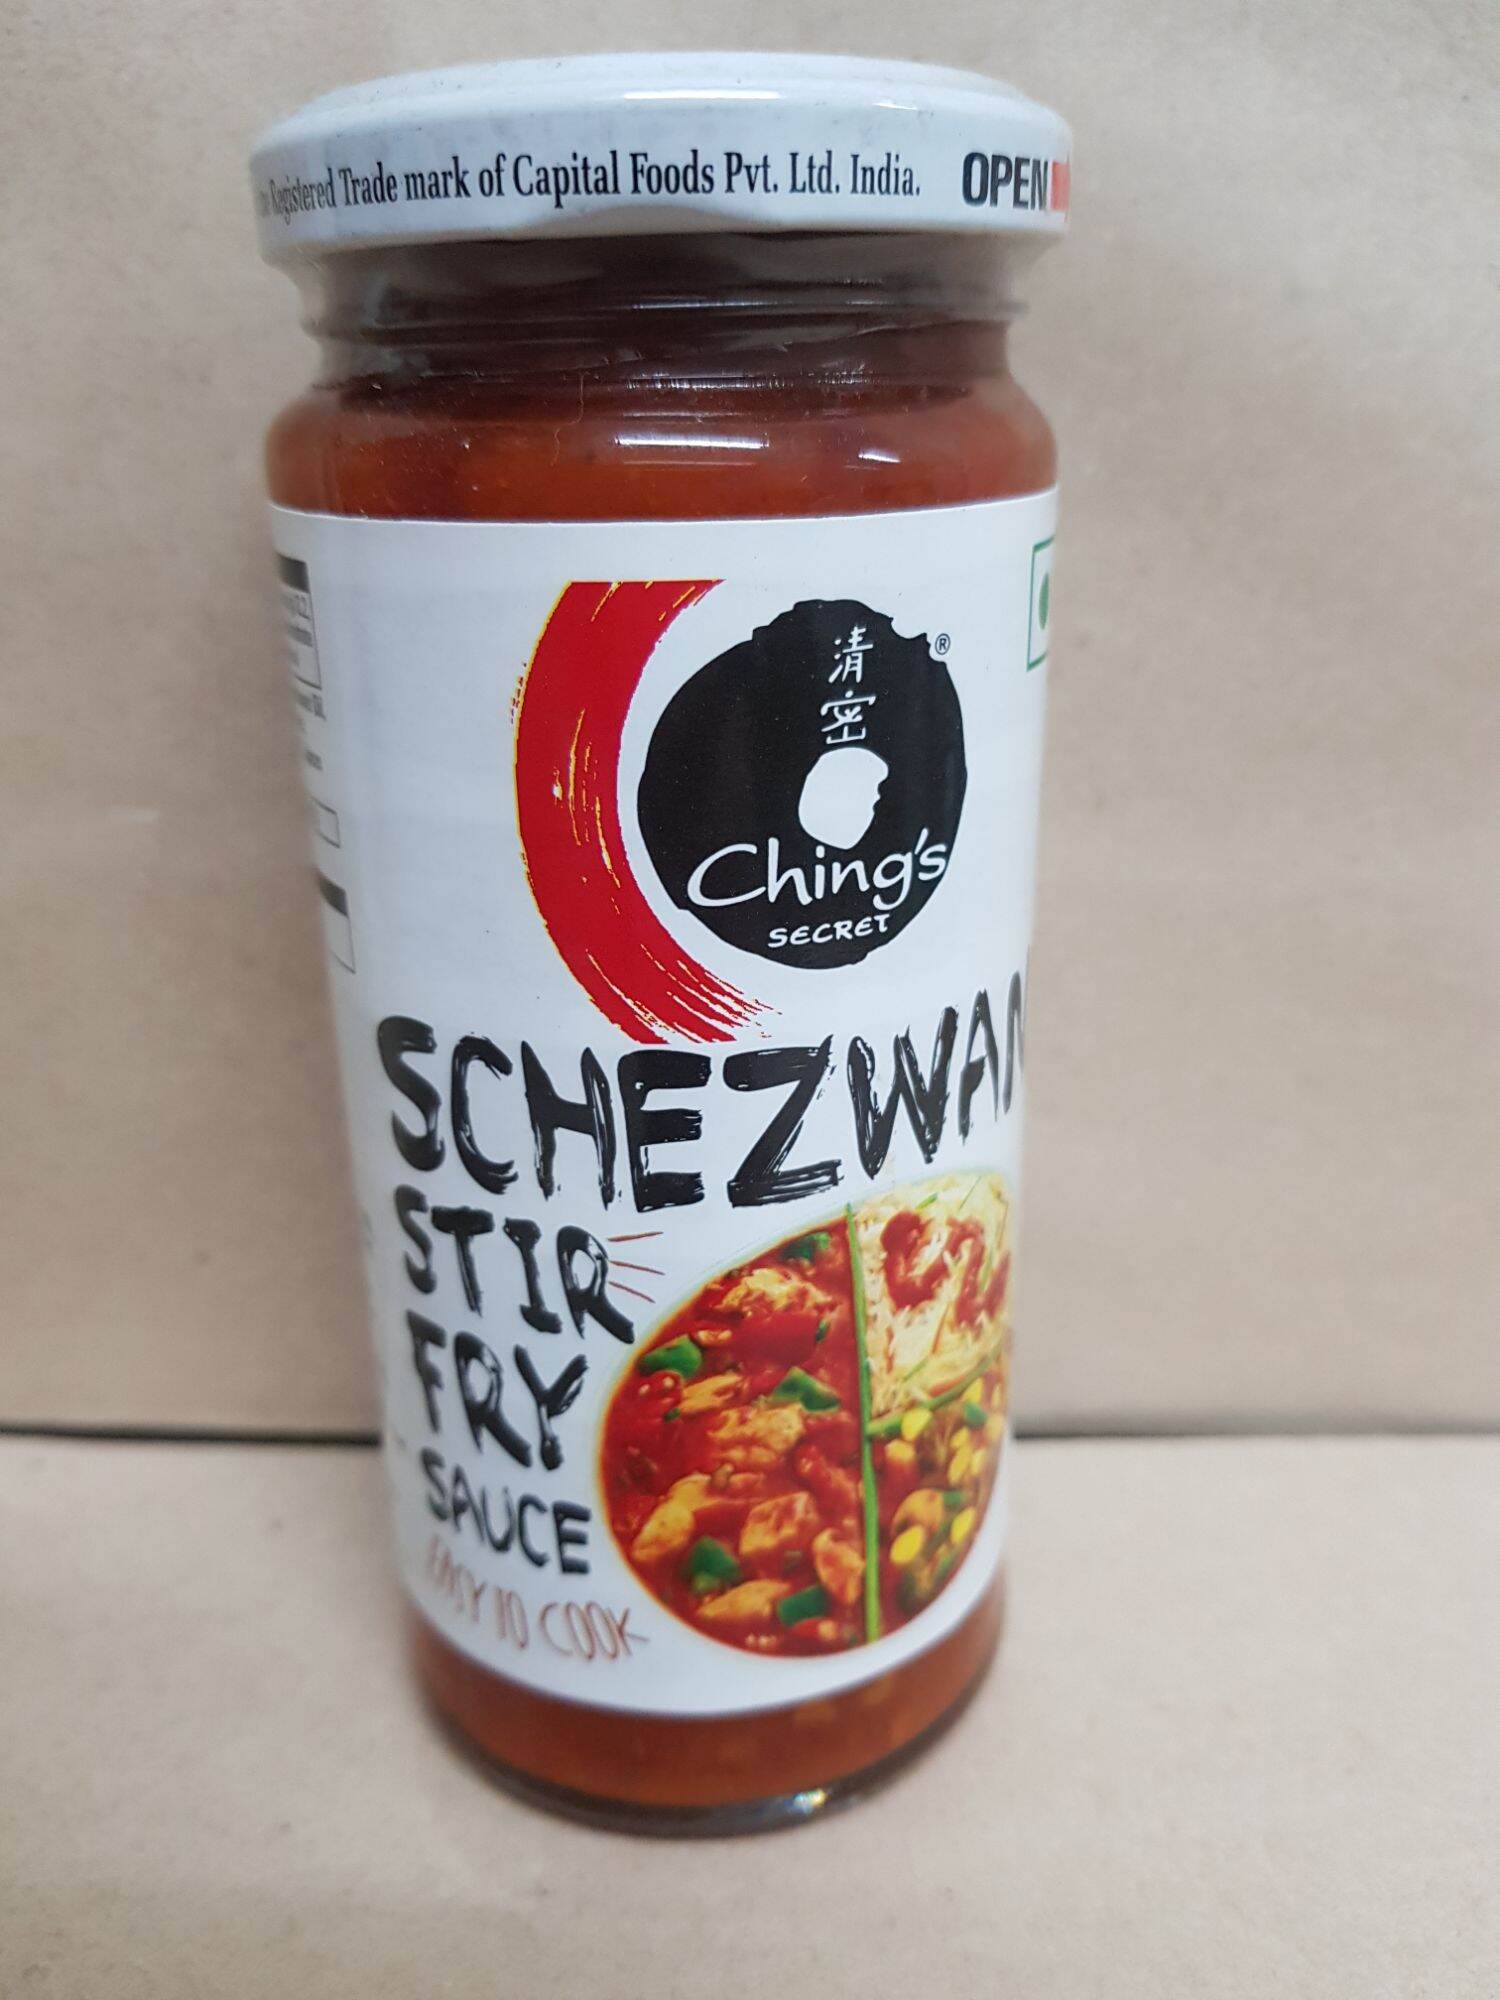 Registered Trade mark of Capital Foods Pvt. Ltd. India. OPEN
清
密
®
Ching's
SECRET
SCHEZWAN
STIR
FRY
SAUCE
EASY TO COOK